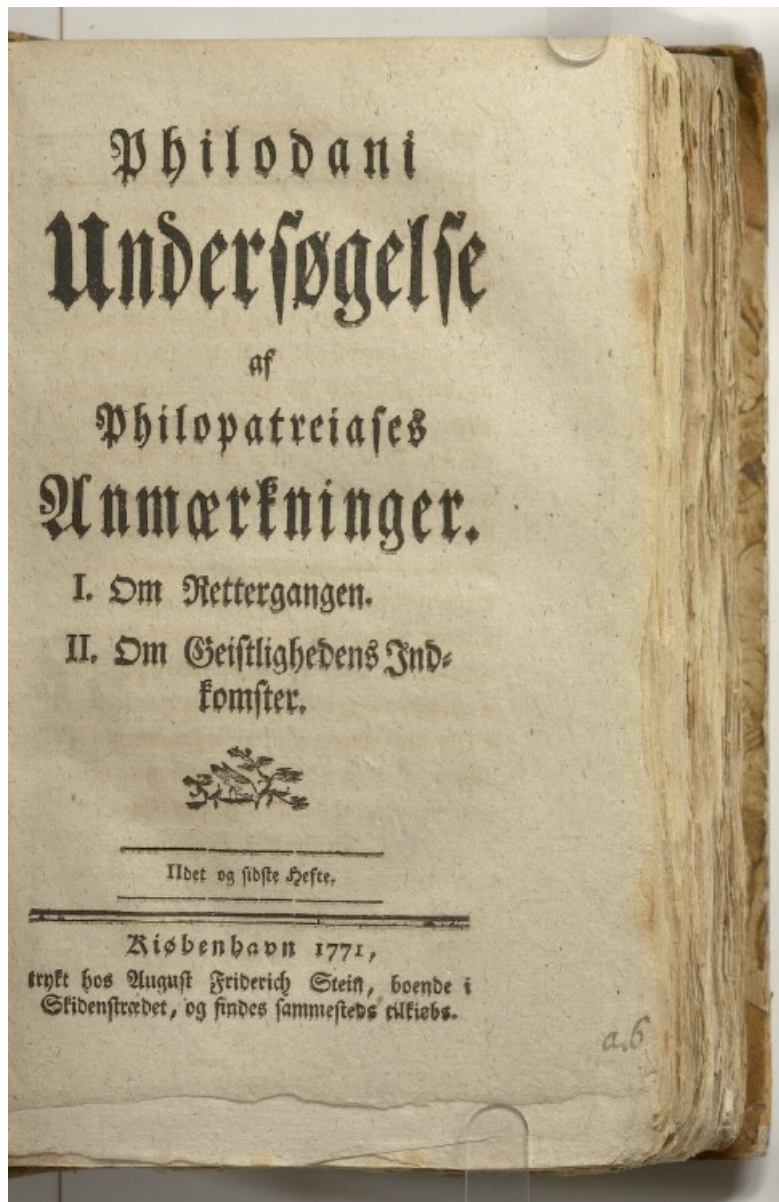 Philodani
Undersøgelse
af
Philopatreiases
Anmærkninger.
I. Om Rettergangen.
II. Om Geistlighedens Ind-
komster.
IIdet og sidste Hefte.
Kiøbenhavn 1771,
trykt hos August Friderich Stein, boende i
Skidenstrædet, og findes sammesteds tilkiøbs.
a.6